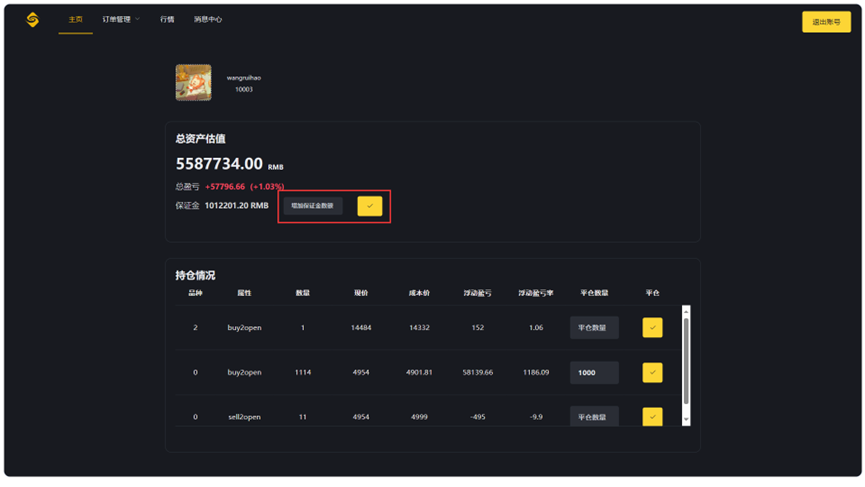 主页 订单管理 行情 消息中心 退出账号
wangruihao
10003
总资产估值
5587734.00 RMB
总盈亏 +57796.66 (+1.03%)
保证金 1012201.20 RMB 增加保证金数额
持仓情况
品种 属性 数量 现价 成本价 浮动盈亏 浮动盈亏率 平仓数量 平仓
2 buy2open 1 14484 14332 152 1.06 平仓数量
0 buy2open 1114 4954 4901.81 58139.66 1186.09 1000
0 sell2open 11 4954 4999 -495 -9.9 平仓数量